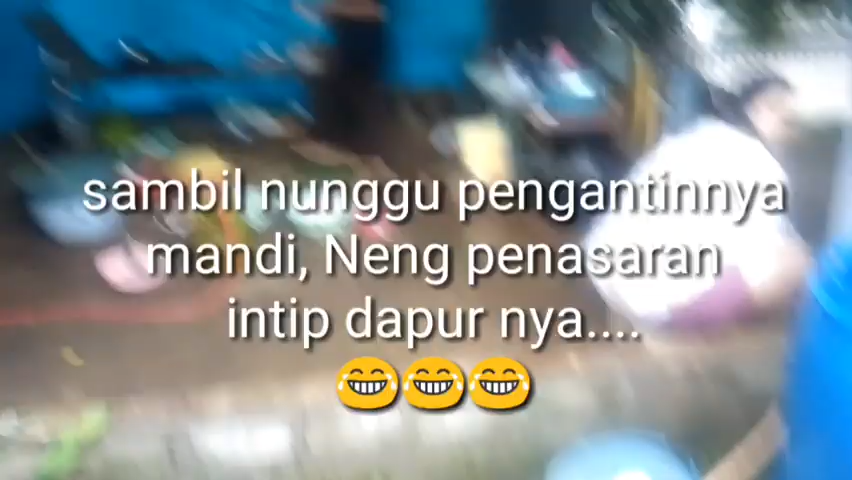 sambil nunggu pengantinnya
mandi, Neng penasaran
intip dapur nya....
😂😂😂